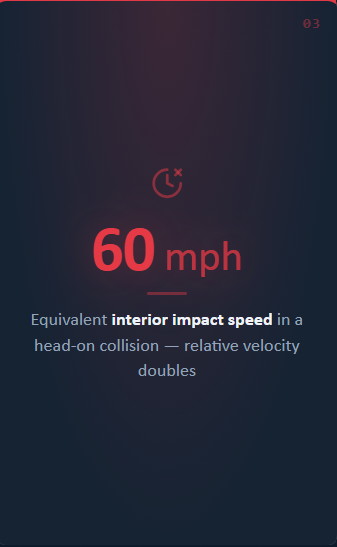 03
60 mph
Equivalent interior impact speed in a
head-on collision — relative velocity
doubles